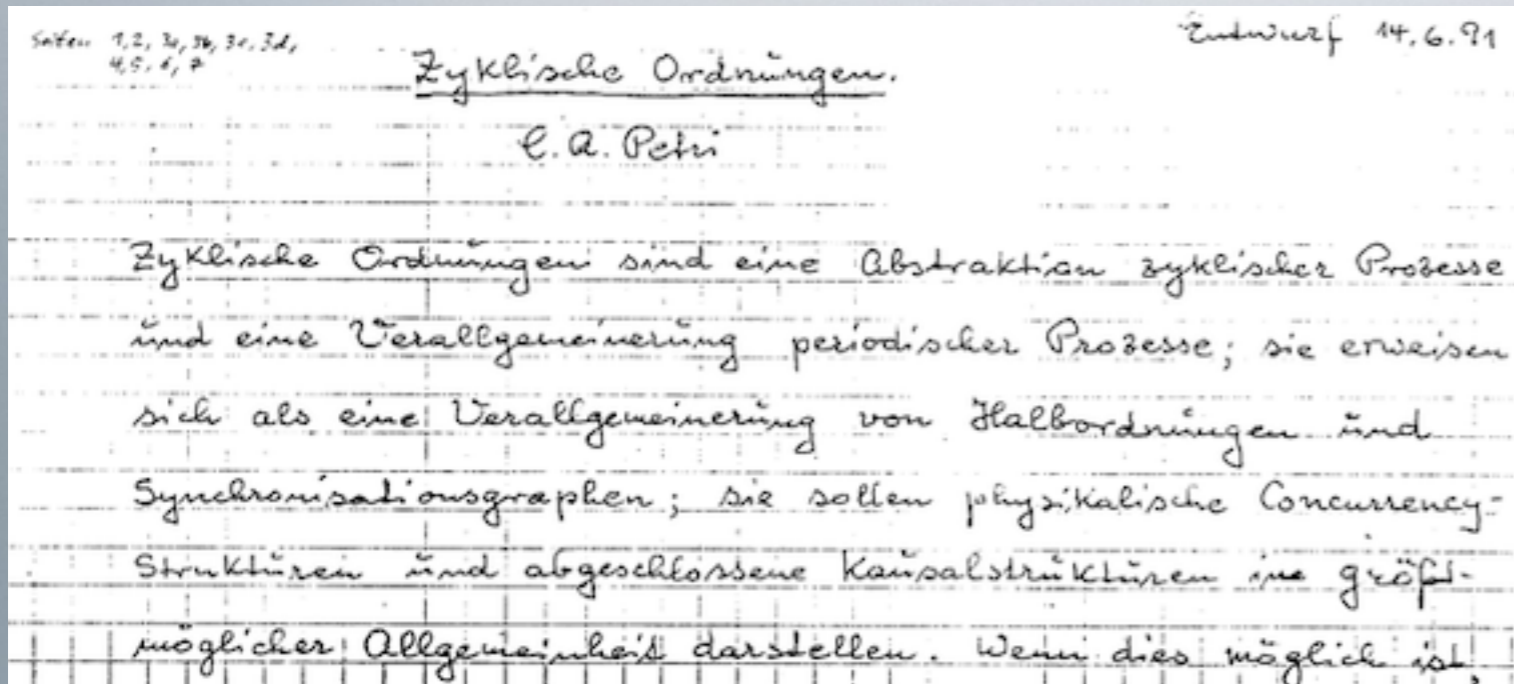 Seiten 1, 2, 3a, 3b, 3c, 3d,
4, 5, 6, 7
Entwurf 14.6.91
Zyklische Ordnungen.
C. A. Petri
Zyklische Ordnungen sind eine Abstraktion zyklischer Prozesse
und eine Verallgemeinerung periodischer Prozesse; sie erweisen
sich als eine Verallgemeinerung von Halbordnungen und
Synchronisationsgraphen; sie sollen physikalische Concurrency-
Strukturen und abgeschlossene Kausalstrukturen in größt-
möglicher Allgemeinheit darstellen. Wenn dies möglich ist,